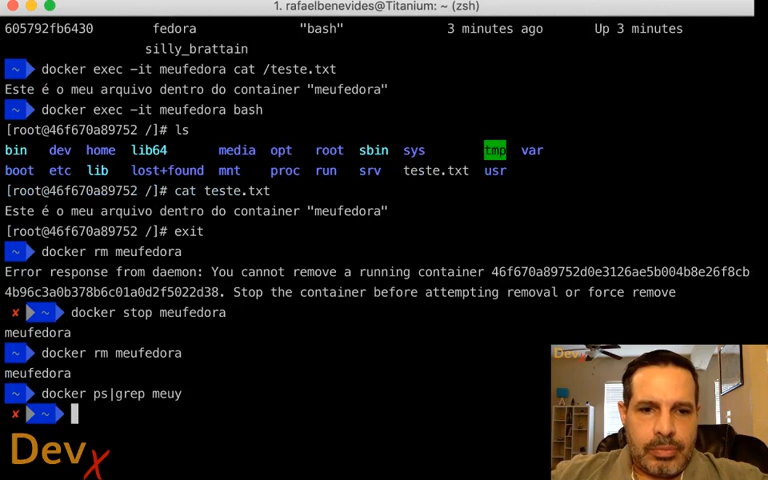 1. rafaelbenevides@Titanium: ~ (zsh)
605792fb6430 fedora "bash" 3 minutes ago Up 3 minutes
silly_brattain
~ docker exec -it meufedora cat /teste.txt
Este é o meu arquivo dentro do container "meufedora"
~ docker exec -it meufedora bash
[root@46f670a89752 /]# ls
bin dev home lib64 media opt root sbin sys tmp var
boot etc lib lost+found mnt proc run srv teste.txt usr
[root@46f670a89752 /]# cat teste.txt
Este é o meu arquivo dentro do container "meufedora"
[root@46f670a89752 /]# exit
~ docker rm meufedora
Error response from daemon: You cannot remove a running container 46f670a89752d0e3126ae5b004b8e26f8cb
4b96c3a0b378b6c01a0d2f5022d38. Stop the container before attempting removal or force remove
✘ ~ docker stop meufedora
meufedora
~ docker rm meufedora
meufedora
~ docker ps|grep meuy
✘ ~
Dev
DevX